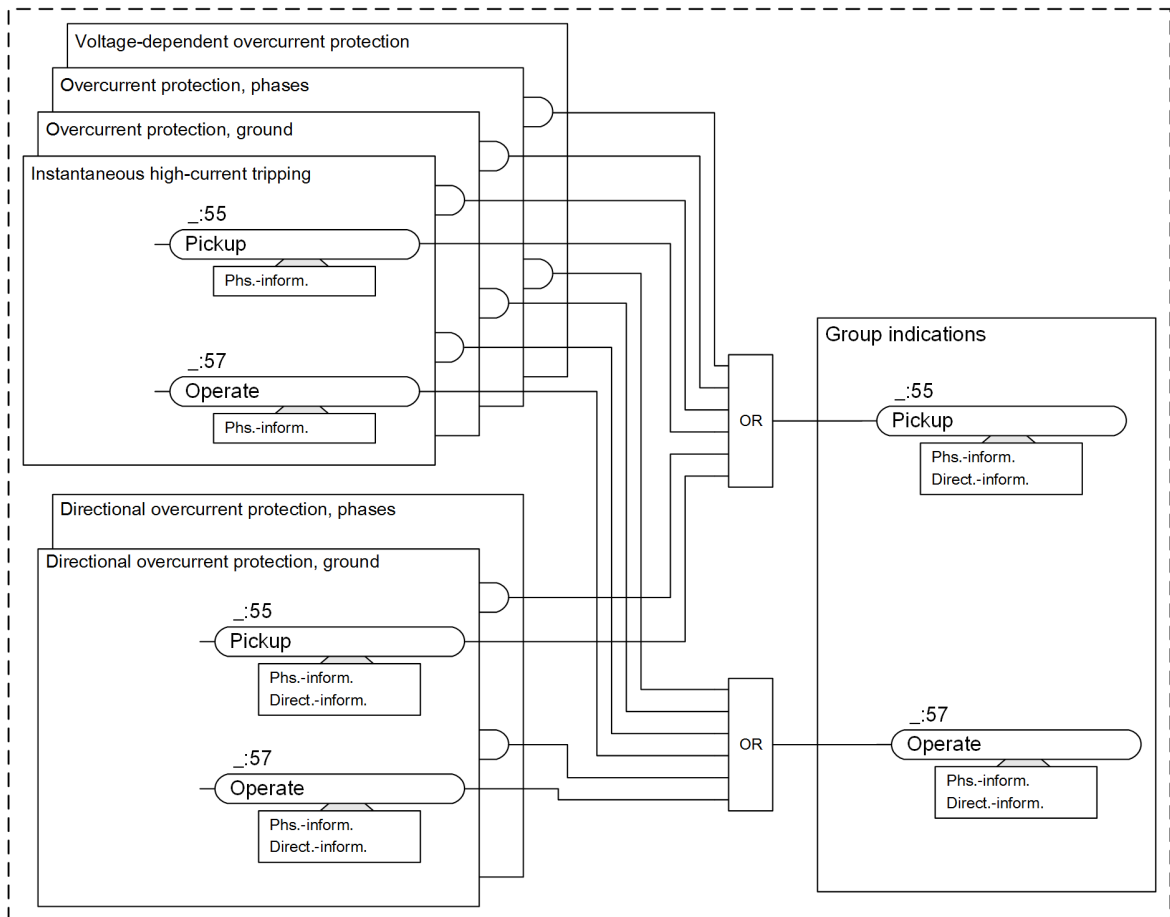 Voltage-dependent overcurrent protection
Overcurrent protection, phases
Overcurrent protection, ground
Instantaneous high-current tripping
_:55
Pickup
Phs.-inform.
_:57
Operate
Phs.-inform.
Directional overcurrent protection, phases
Directional overcurrent protection, ground
_:55
Pickup
Phs.-inform.
Direct.-inform.
_:57
Operate
Phs.-inform.
Direct.-inform.
OR
OR
Group indications
_:55
Pickup
Phs.-inform.
Direct.-inform.
_:57
Operate
Phs.-inform.
Direct.-inform.